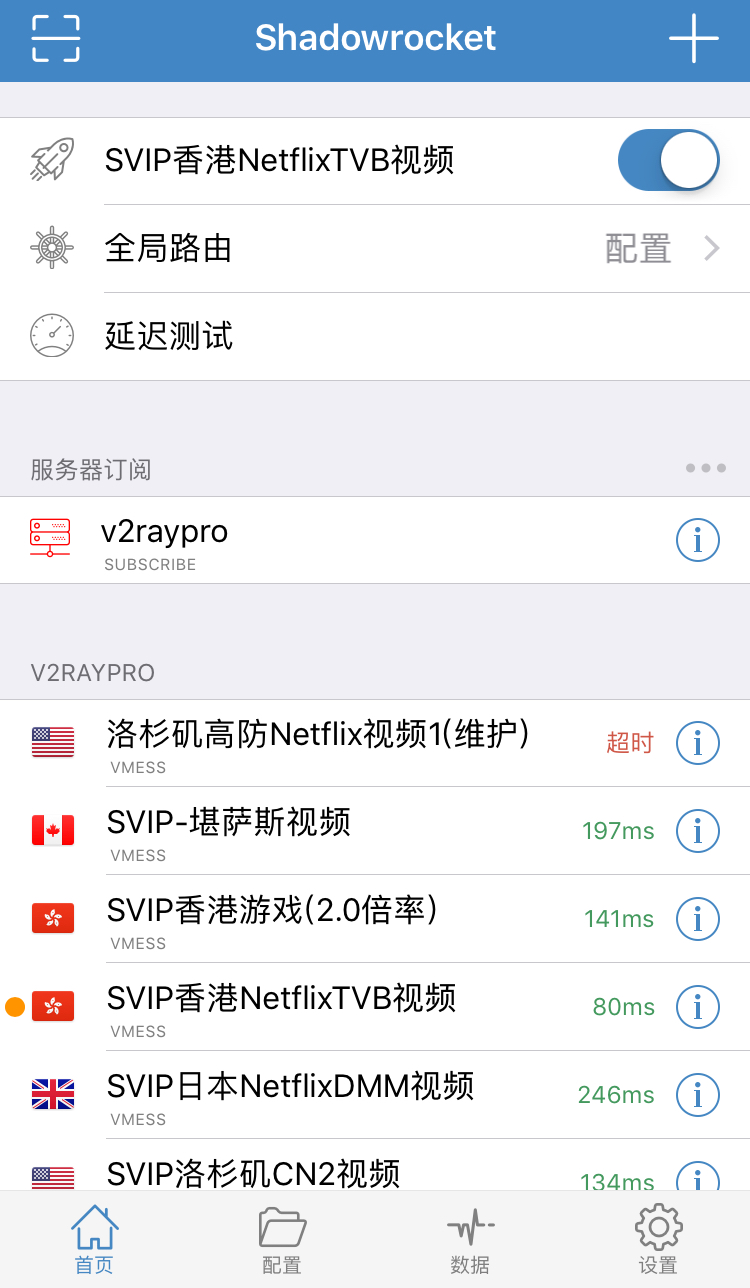 Shadowrocket
SVIP香港NetflixTVB视频
全局路由 配置
延迟测试
服务器订阅
v2raypro
SUBSCRIBE
V2RAYPRO
洛杉矶高防Netflix视频1(维护) 超时
VMESS
SVIP-堪萨斯视频 197ms
VMESS
SVIP香港游戏(2.0倍率) 141ms
VMESS
SVIP香港NetflixTVB视频 80ms
VMESS
SVIP日本NetflixDMM视频 246ms
VMESS
SVIP洛杉矶CN2视频 134ms
首页 配置 数据 设置